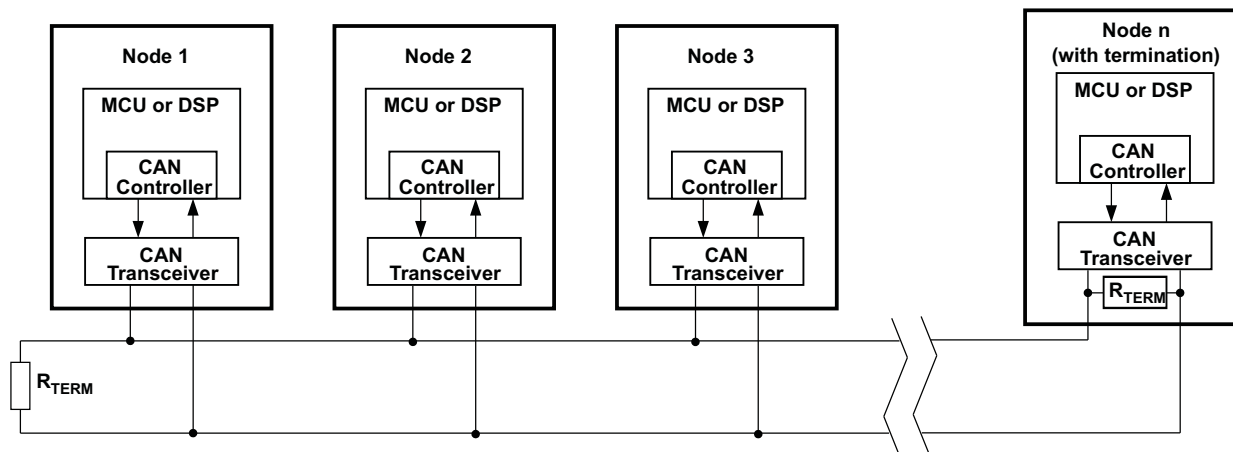 Node 1
MCU or DSP
CAN
Controller
CAN
Transceiver
Node 2
MCU or DSP
CAN
Controller
CAN
Transceiver
Node 3
MCU or DSP
CAN
Controller
CAN
Transceiver
Node n
(with termination)
MCU or DSP
CAN
Controller
CAN
Transceiver
RTERM
RTERM